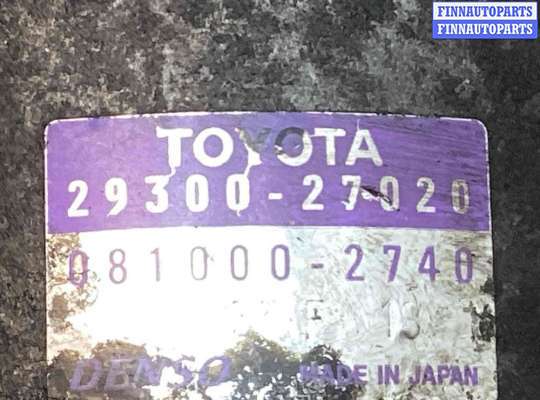 FINNAUTOPARTS
FINNAUTOPARTS
TOYOTA
29300-27020
081000-2740
DENSO MADE IN JAPAN